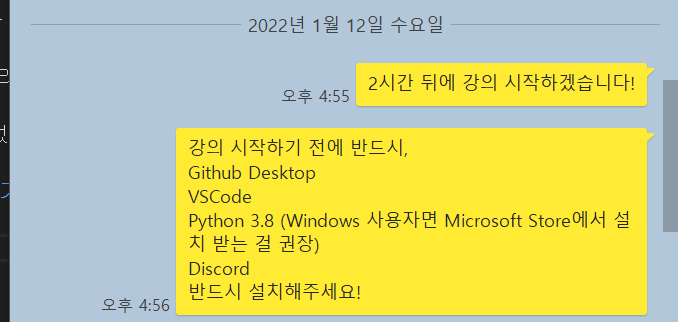 2022년 1월 12일 수요일
2시간 뒤에 강의 시작하겠습니다!
오후 4:55
강의 시작하기 전에 반드시,
Github Desktop
VSCode
Python 3.8 (Windows 사용자면 Microsoft Store에서 설
치 받는 걸 권장)
Discord
반드시 설치해주세요!
오후 4:56